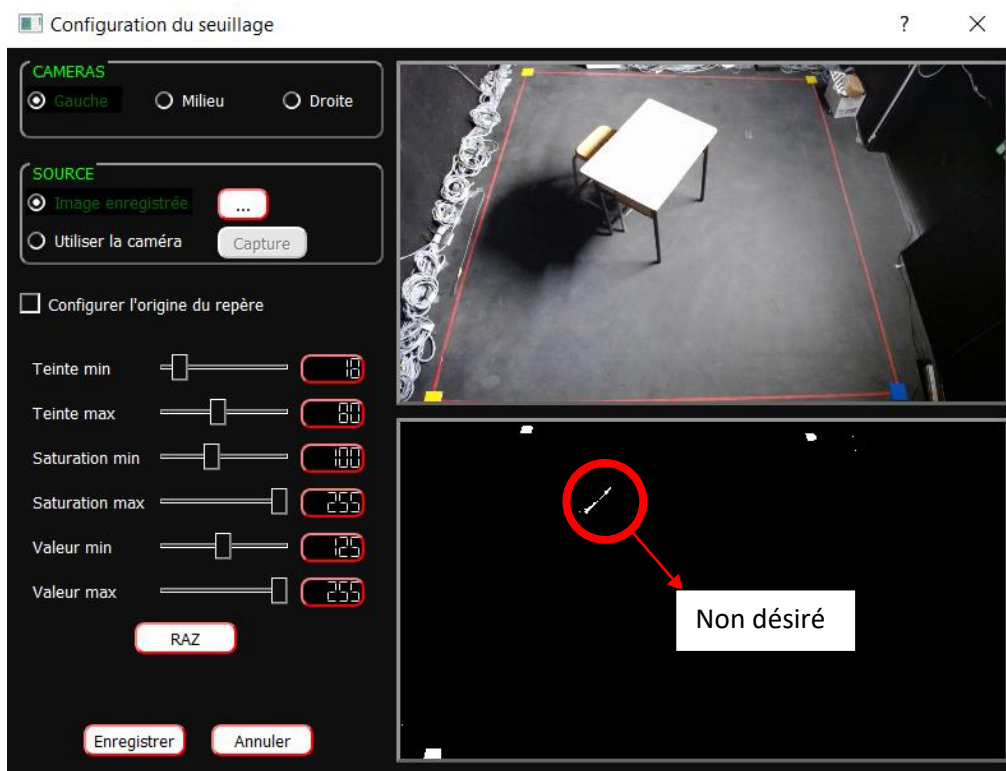 Configuration du seuillage
?
CAMERAS
Gauche Milieu Droite
SOURCE
Image enregistrée ...
Utiliser la caméra Capture
Configurer l'origine du repère
Teinte min 18
Teinte max 80
Saturation min 100
Saturation max 255
Valeur min 125
Valeur max 255
RAZ
Enregistrer Annuler
Non désiré